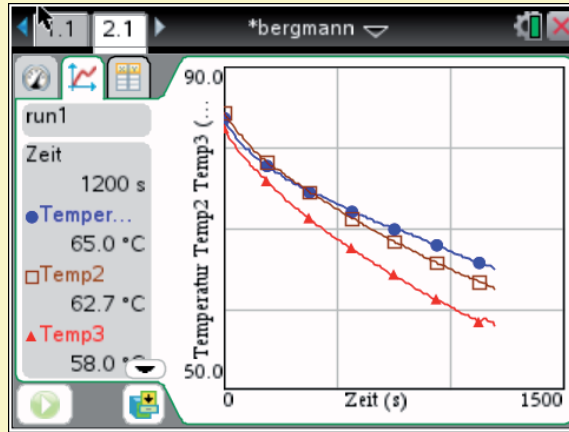 1.1 2.1 *bergmann
run1
Zeit
1200 s
Temper...
65.0 °C
Temp2
62.7 °C
Temp3
58.0 °C
90.0
Temperatur Temp2 Temp3 (...
50.0
0 Zeit (s) 1500